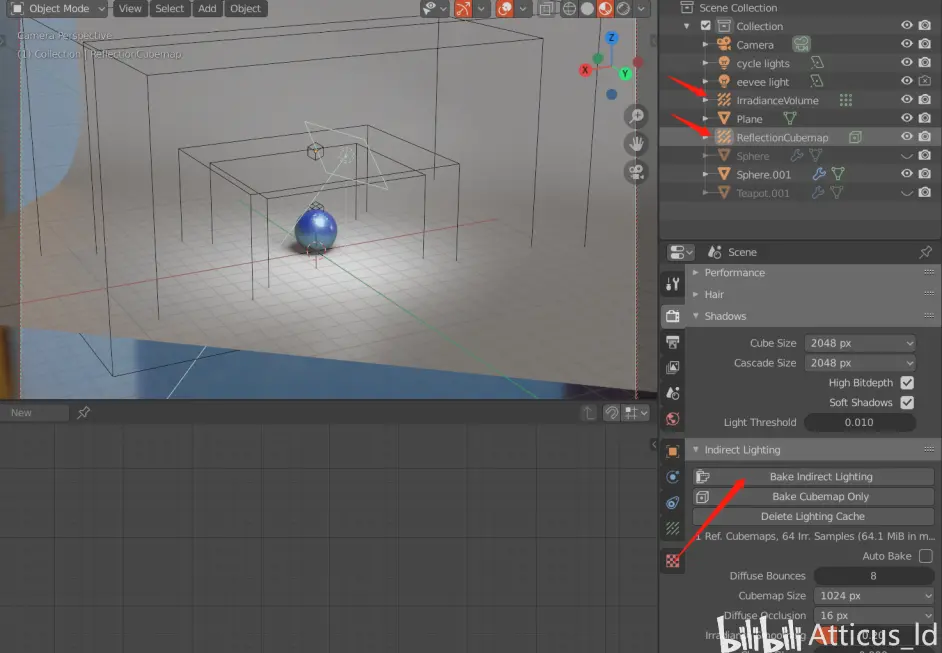 Object Mode View Select Add Object
Camera Perspective
(1) Collection | ReflectionCubemap
Z
X
Y
New
Scene Collection
Collection
Camera
cycle lights
eevee light
IrradianceVolume
Plane
ReflectionCubemap
Sphere
Sphere.001
Teapot.001
Scene
Performance
Hair
Shadows
Cube Size 2048 px
Cascade Size 2048 px
High Bitdepth
Soft Shadows
Light Threshold 0.010
Indirect Lighting
Bake Indirect Lighting
Bake Cubemap Only
Delete Lighting Cache
1 Ref. Cubemaps, 64 Irr. Samples (64.1 MiB in m...
Auto Bake
Diffuse Bounces 8
Cubemap Size 1024 px
Diffuse Occlusion 16 px
bilibili Atticus_ld